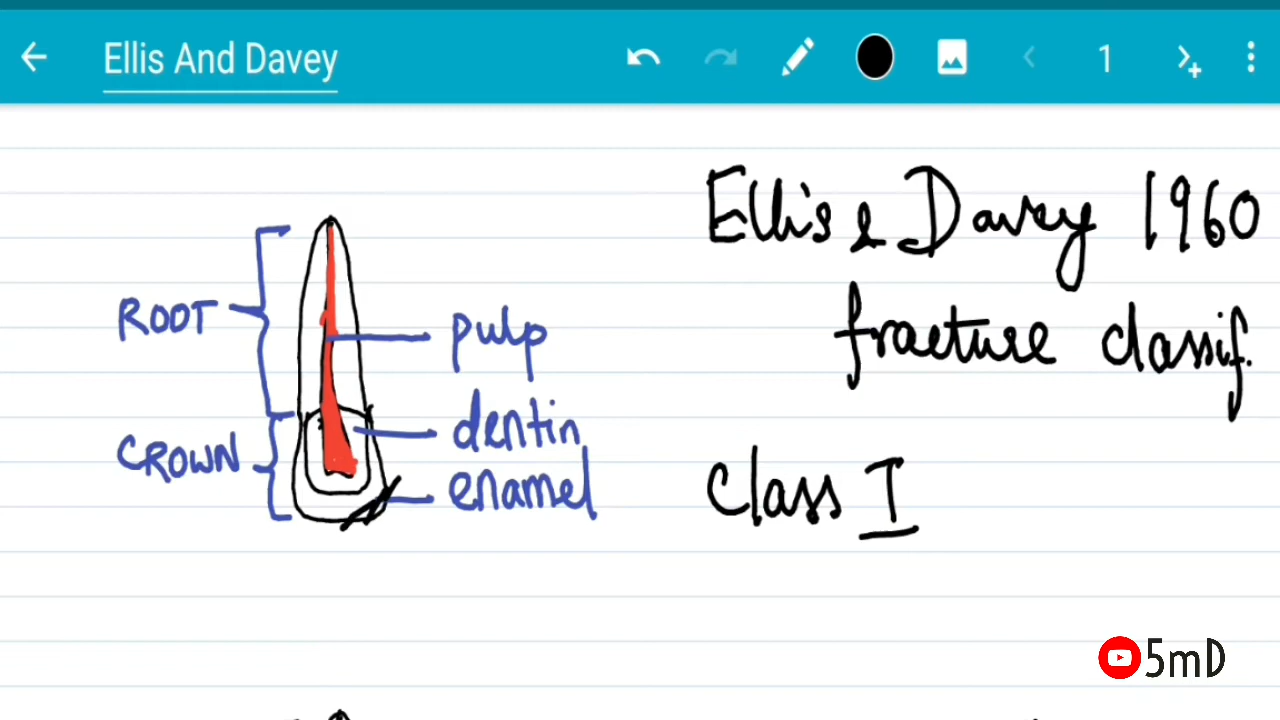 Ellis And Davey
1
Ellis & Davey 1960
fracture classif.
ROOT
pulp
dentin
CROWN
enamel
Class I
5mD